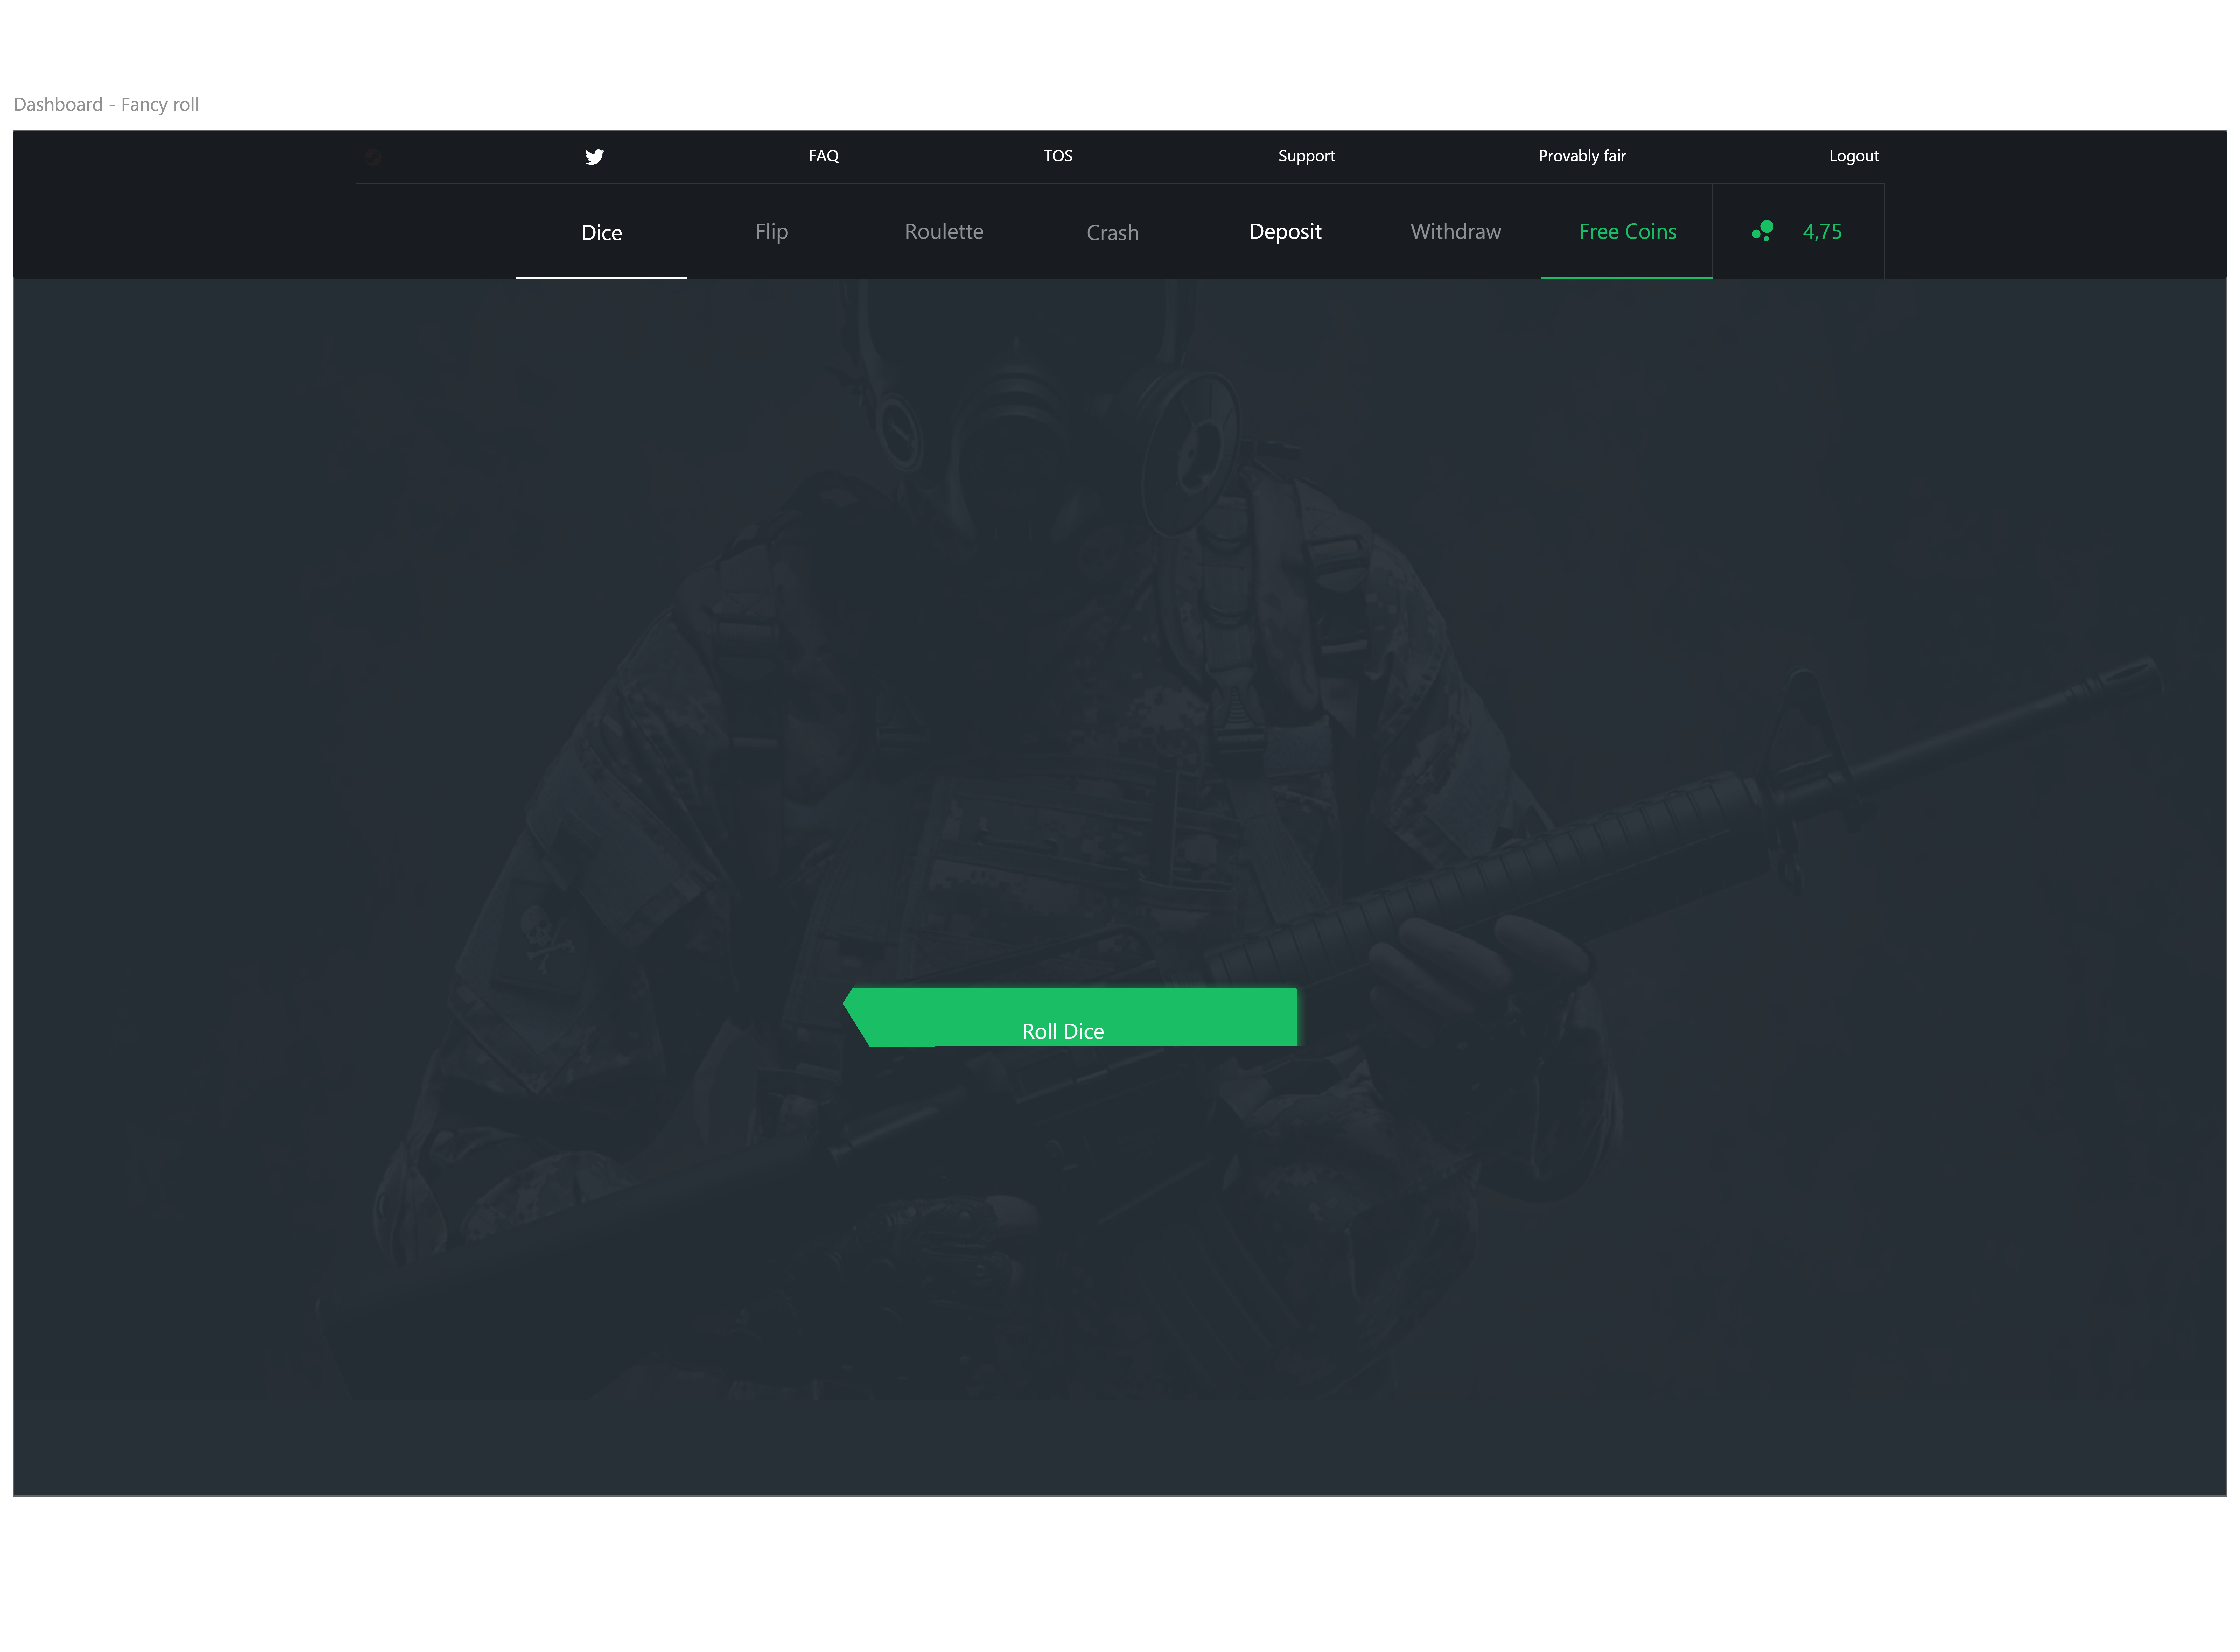 Dashboard - Fancy roll
FAQ TOS Support Provably fair Logout
Dice Flip Roulette Crash Deposit Withdraw Free Coins 4,75
Roll Dice